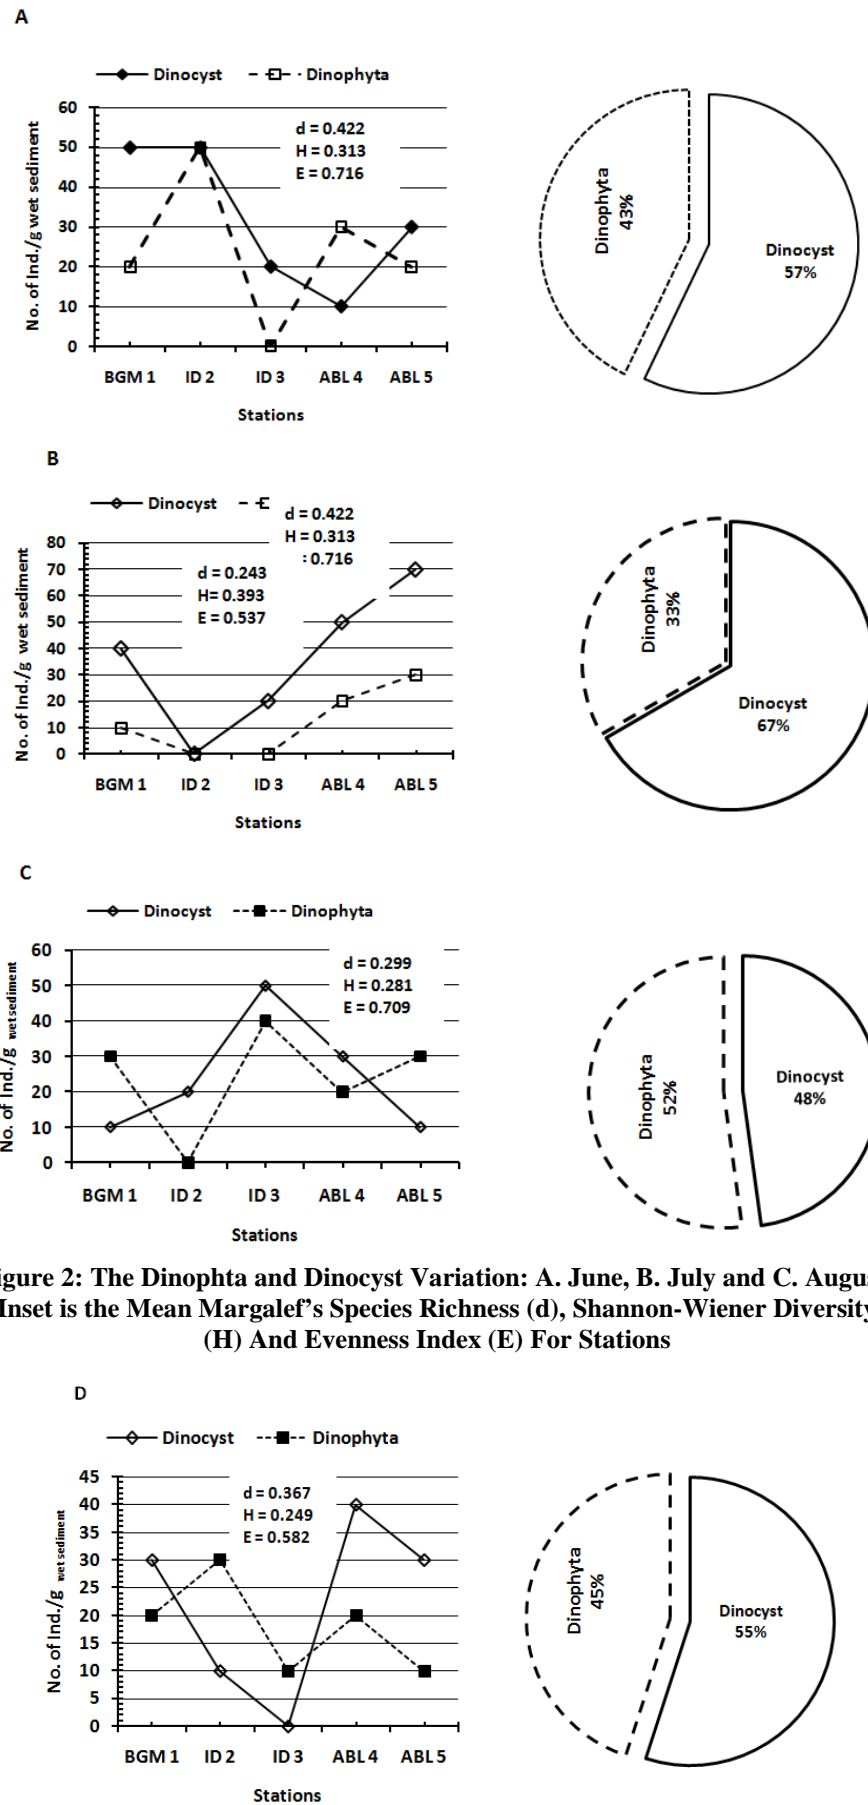 A
Dinocyst Dinophyta
60
50
40
30
20
10
0
No. of Ind./g wet sediment
d = 0.422
H = 0.313
E = 0.716
BGM 1 ID 2 ID 3 ABL 4 ABL 5
Stations
Dinophyta
43%
Dinocyst
57%
B
Dinocyst
d = 0.422
H = 0.313
: 0.716
80
70
60
50
40
30
20
10
0
No. of Ind./g wet sediment
d = 0.243
H= 0.393
E = 0.537
BGM 1 ID 2 ID 3 ABL 4 ABL 5
Stations
Dinophyta
33%
Dinocyst
67%
C
Dinocyst Dinophyta
60
50
40
30
20
10
0
No. of Ind./g wet sediment
d = 0.299
H = 0.281
E = 0.709
BGM 1 ID 2 ID 3 ABL 4 ABL 5
Stations
Dinophyta
52%
Dinocyst
48%
igure 2: The Dinophta and Dinocyst Variation: A. June, B. July and C. Augus
Inset is the Mean Margalef’s Species Richness (d), Shannon-Wiener Diversity
(H) And Evenness Index (E) For Stations
D
Dinocyst Dinophyta
45
40
35
30
25
20
15
10
5
0
No. of Ind./g wet sediment
d = 0.367
H = 0.249
E = 0.582
BGM 1 ID 2 ID 3 ABL 4 ABL 5
Stations
Dinophyta
45%
Dinocyst
55%